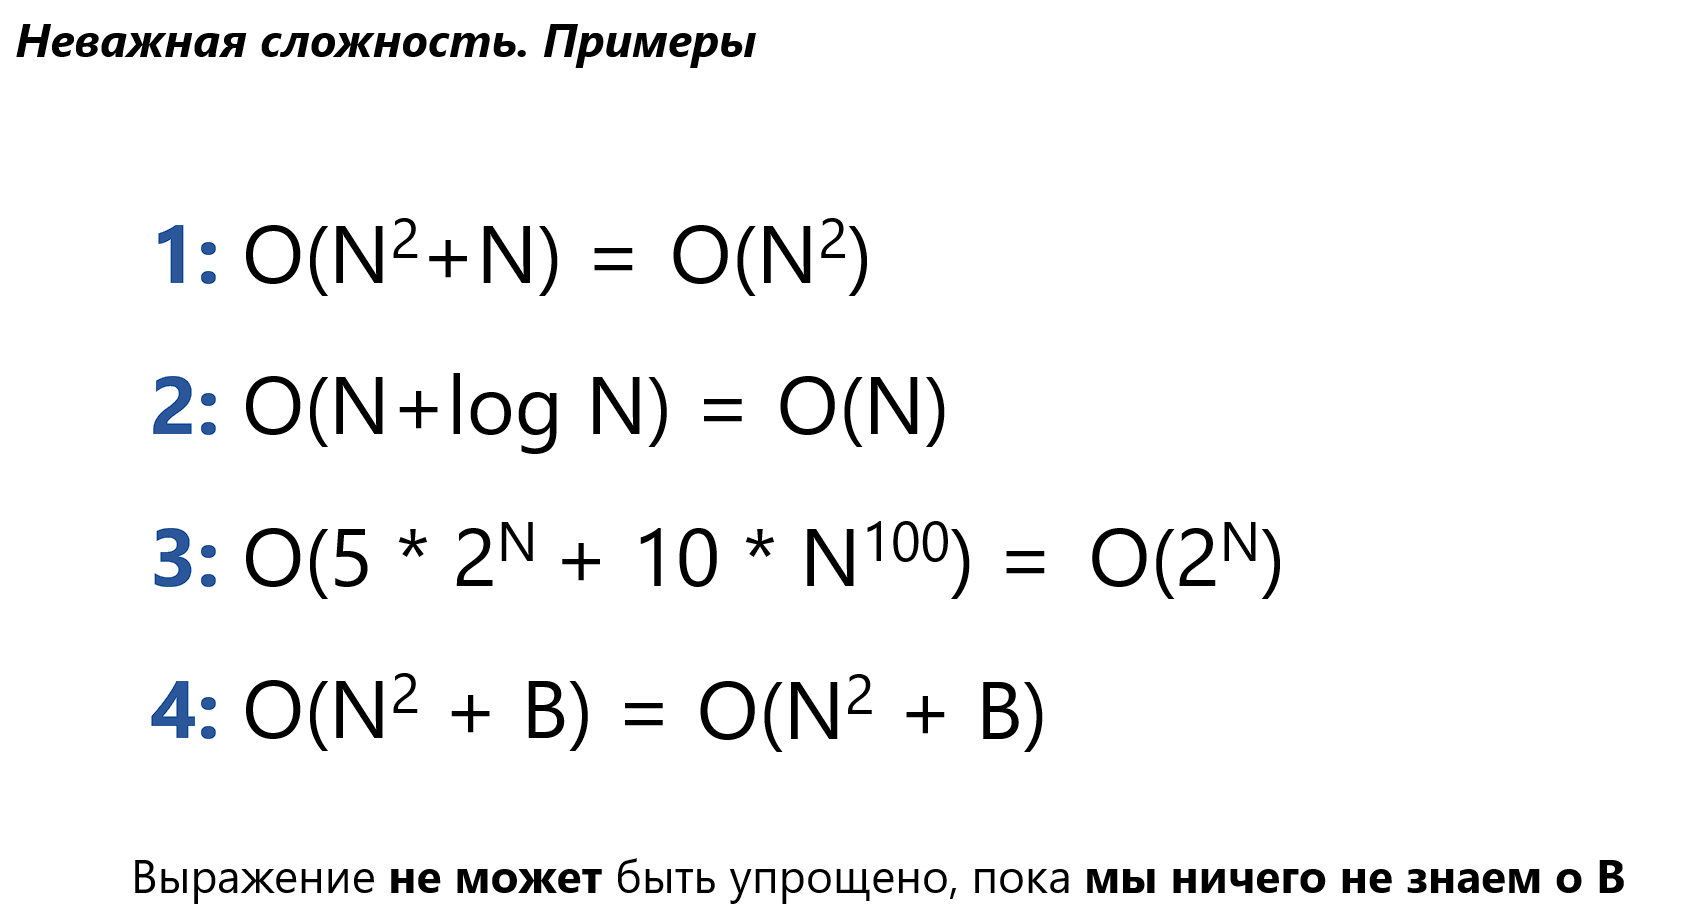 Неважная сложность. Примеры
1: O(N²+N) = O(N²)
2: O(N+log N) = O(N)
3: O(5 * 2ᴺ + 10 * N¹⁰⁰) = O(2ᴺ)
4: O(N² + B) = O(N² + B)
Выражение не может быть упрощено, пока мы ничего не знаем о B